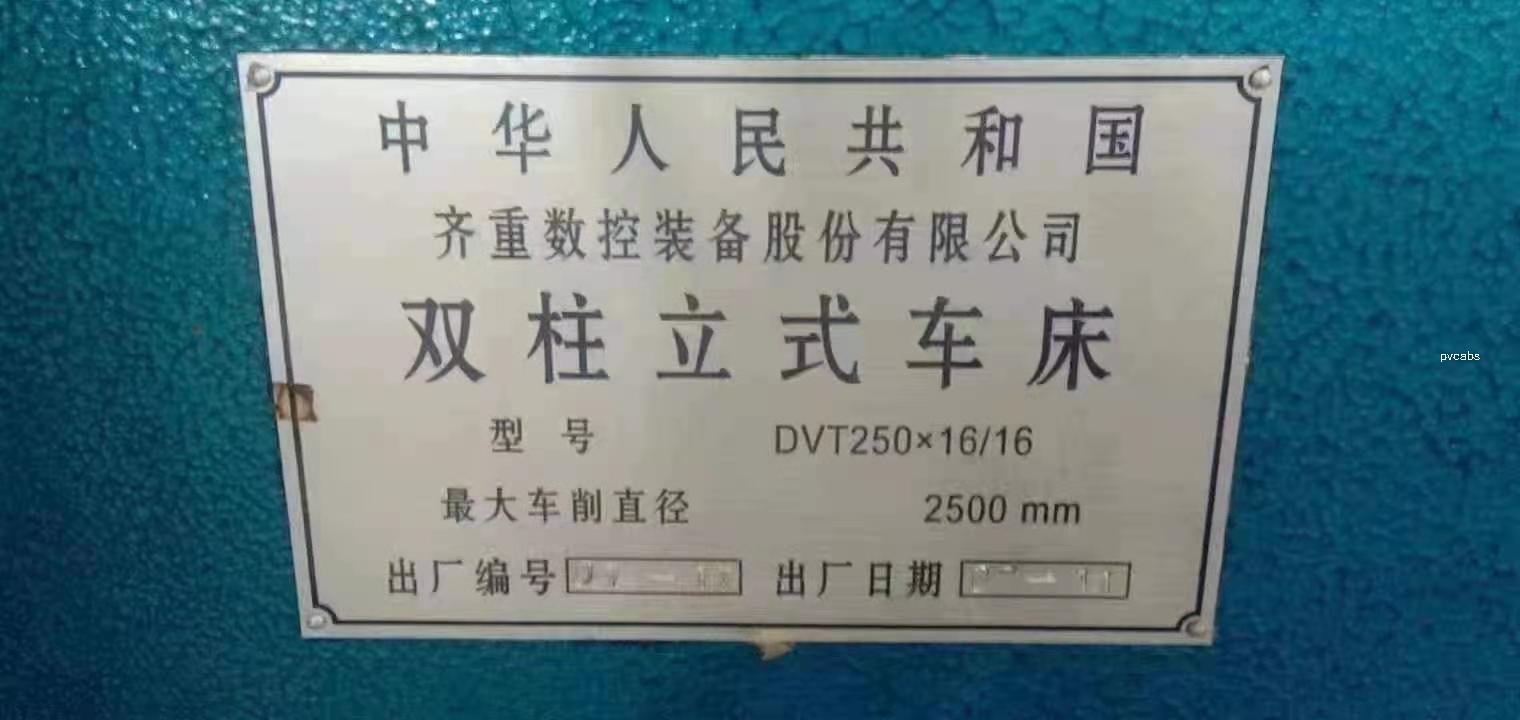 中华人民共和国
齐重数控装备股份有限公司
双柱立式车床
型号 DVT250×16/16
最大车削直径 2500 mm
出厂编号 出厂日期
pvcabs